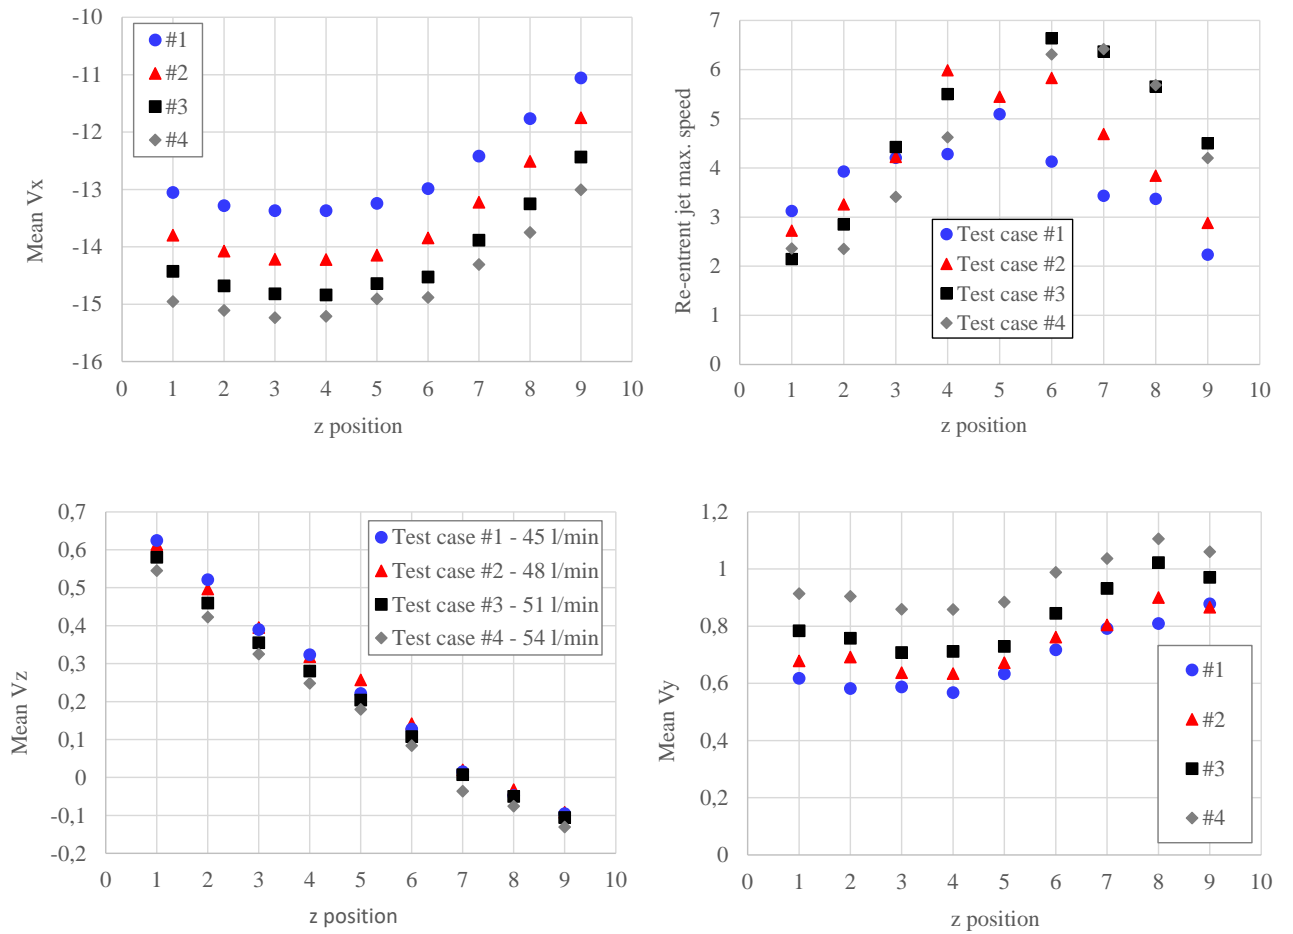 -10
-11
-12
-13
-14
-15
-16
0 1 2 3 4 5 6 7 8 9 10
Mean Vx
z position
#1
#2
#3
#4
7
6
5
4
3
2
1
0
0 1 2 3 4 5 6 7 8 9 10
Re-entrent jet max. speed
z position
Test case #1
Test case #2
Test case #3
Test case #4
0,7
0,6
0,5
0,4
0,3
0,2
0,1
0
-0,1
-0,2
0 1 2 3 4 5 6 7 8 9 10
Mean Vz
z position
Test case #1 - 45 l/min
Test case #2 - 48 l/min
Test case #3 - 51 l/min
Test case #4 - 54 l/min
1,2
1
0,8
0,6
0,4
0,2
0
0 1 2 3 4 5 6 7 8 9 10
Mean Vy
z position
#1
#2
#3
#4